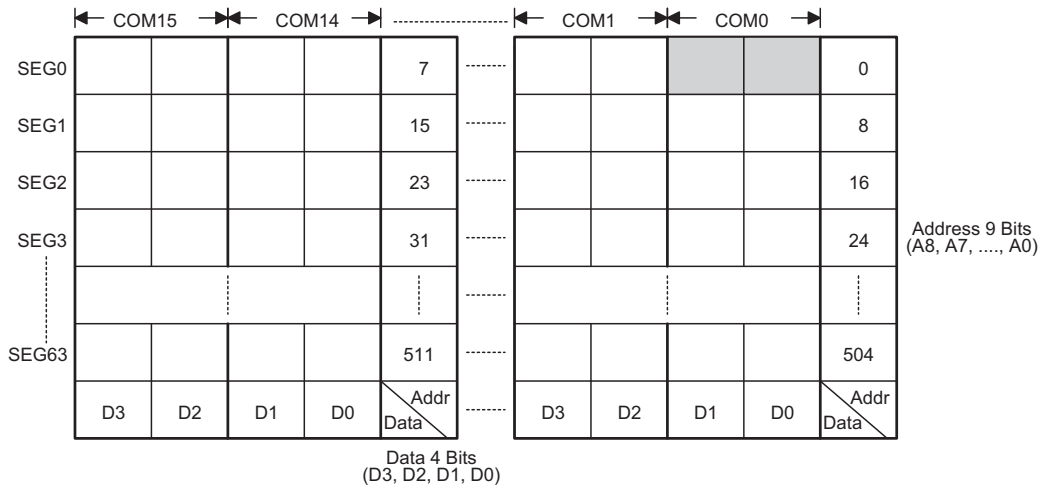 COM15 COM14 COM1 COM0
SEG0 7 0
SEG1 15 8
SEG2 23 16
SEG3 31 24
Address 9 Bits
(A8, A7, ...., A0)
SEG63 511 504
D3 D2 D1 D0 Addr Data D3 D2 D1 D0 Addr Data
Data 4 Bits
(D3, D2, D1, D0)